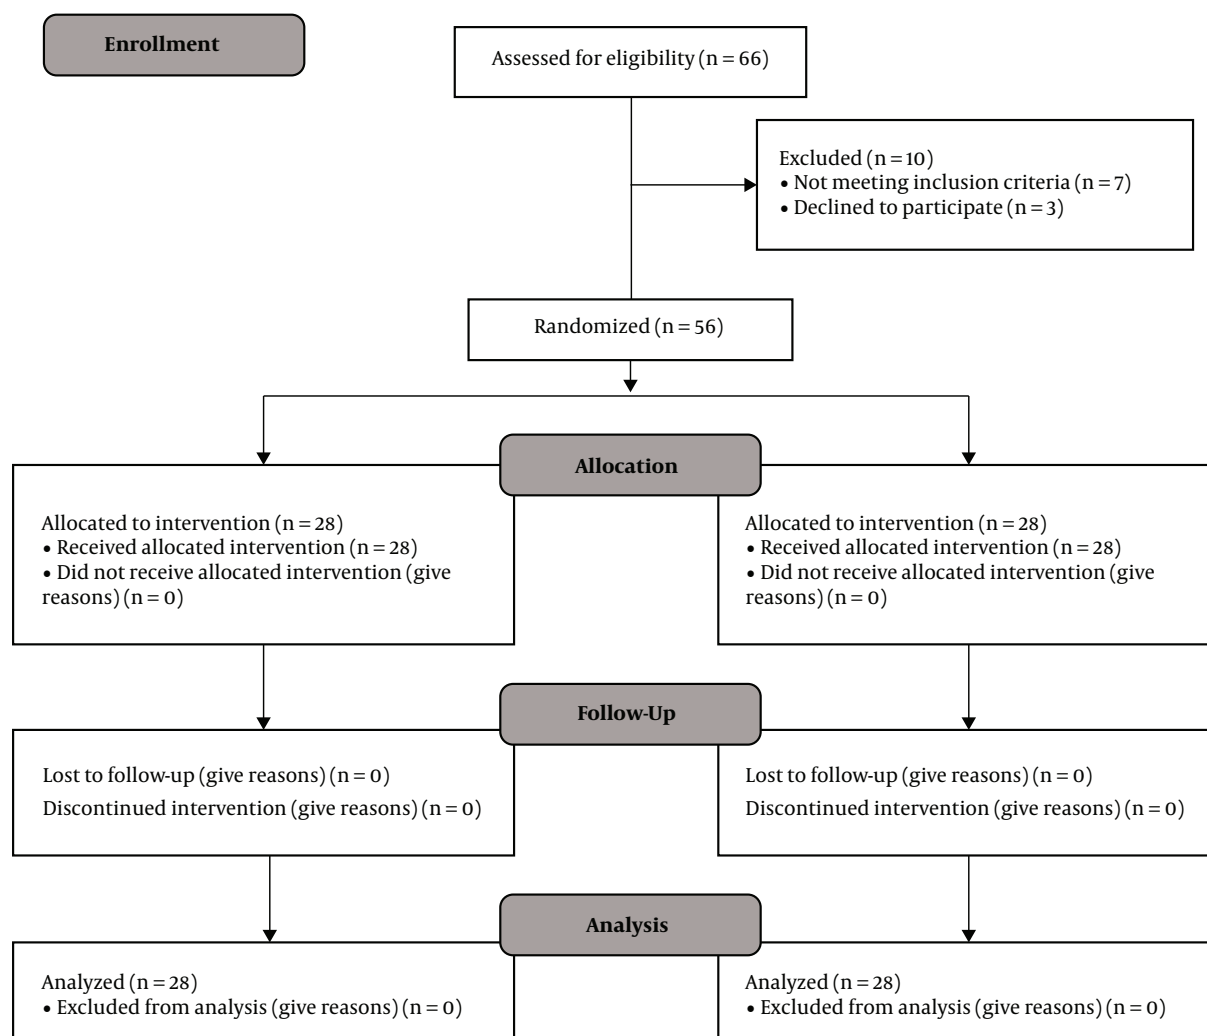 Enrollment
Assessed for eligibility (n = 66)
Excluded (n = 10)
• Not meeting inclusion criteria (n = 7)
• Declined to participate (n = 3)
Randomized (n = 56)
Allocation
Allocated to intervention (n = 28)
• Received allocated intervention (n = 28)
• Did not receive allocated intervention (give
reasons) (n = 0)
Allocated to intervention (n = 28)
• Received allocated intervention (n = 28)
• Did not receive allocated intervention (give
reasons) (n = 0)
Follow-Up
Lost to follow-up (give reasons) (n = 0)
Discontinued intervention (give reasons) (n = 0)
Lost to follow-up (give reasons) (n = 0)
Discontinued intervention (give reasons) (n = 0)
Analysis
Analyzed (n = 28)
• Excluded from analysis (give reasons) (n = 0)
Analyzed (n = 28)
• Excluded from analysis (give reasons) (n = 0)